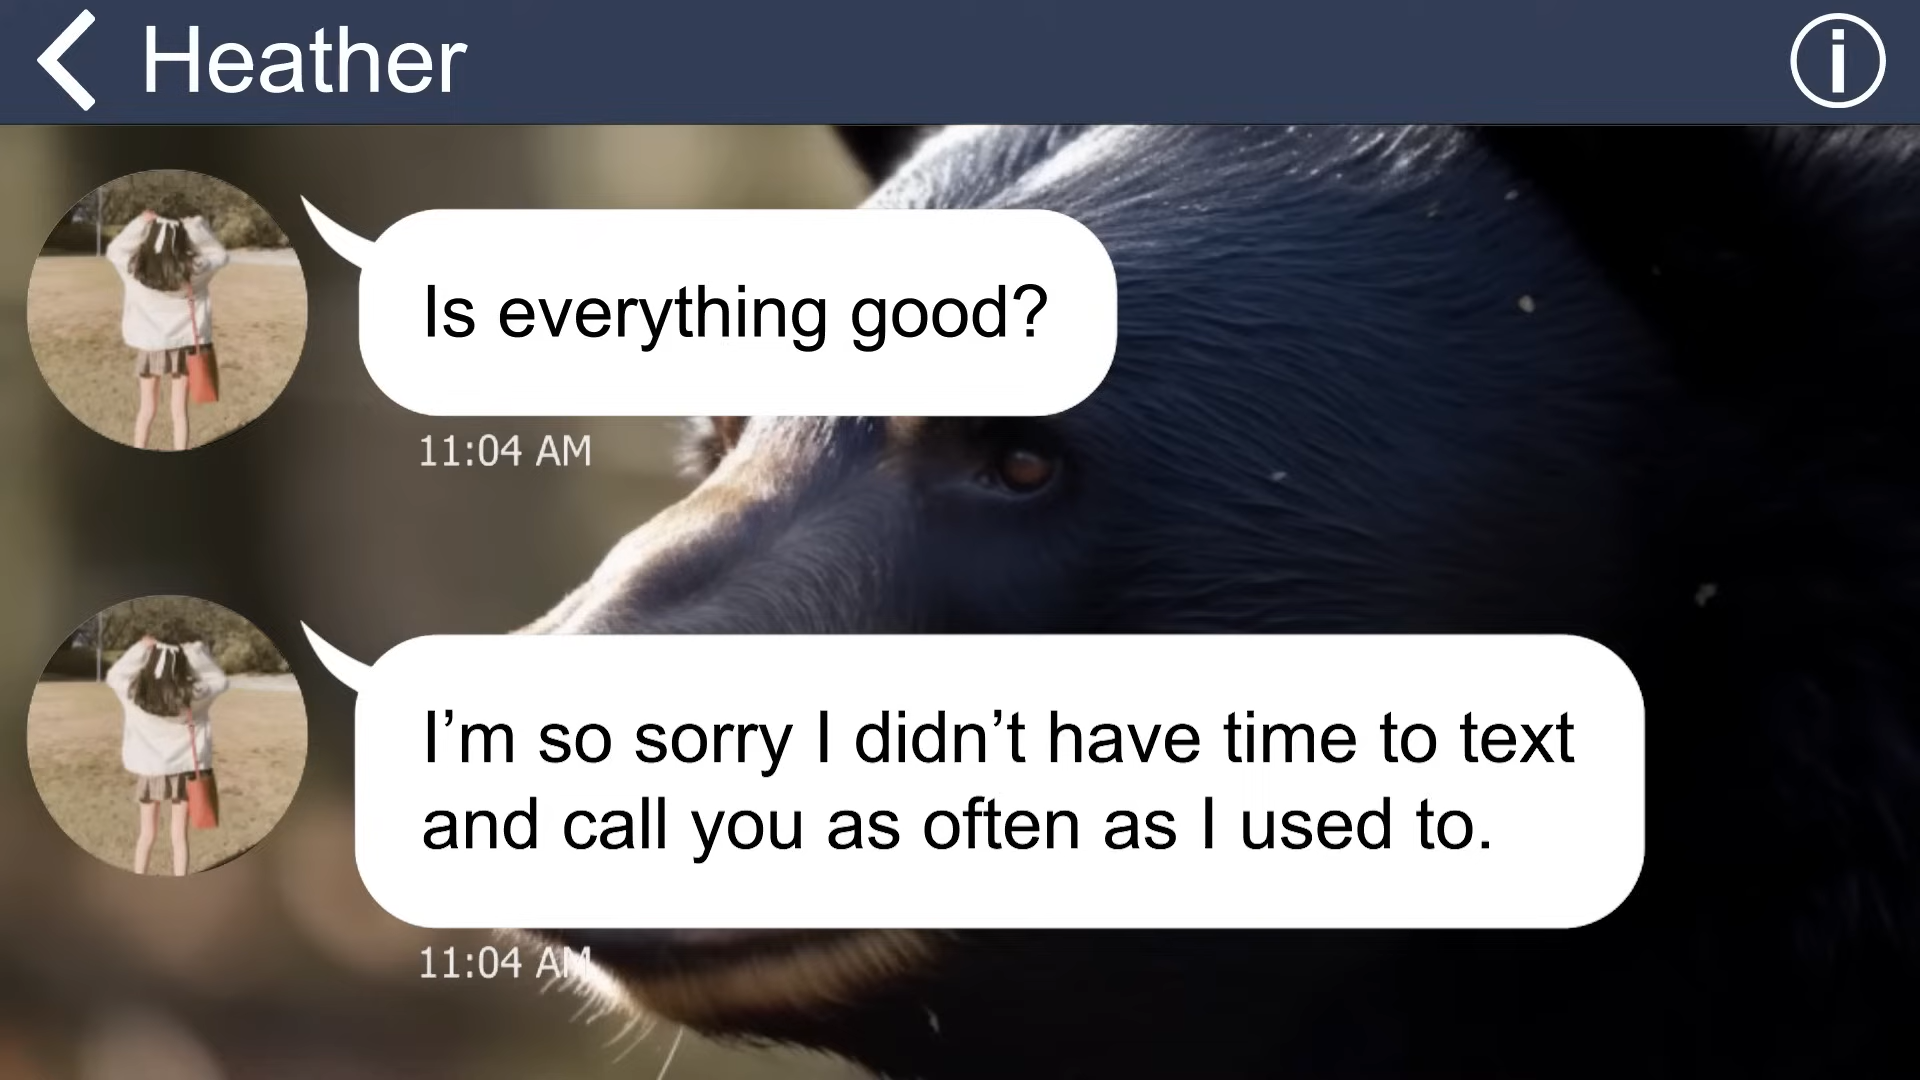 Heather
Is everything good?
11:04 AM
I’m so sorry I didn’t have time to text
and call you as often as I used to.
11:04 AM